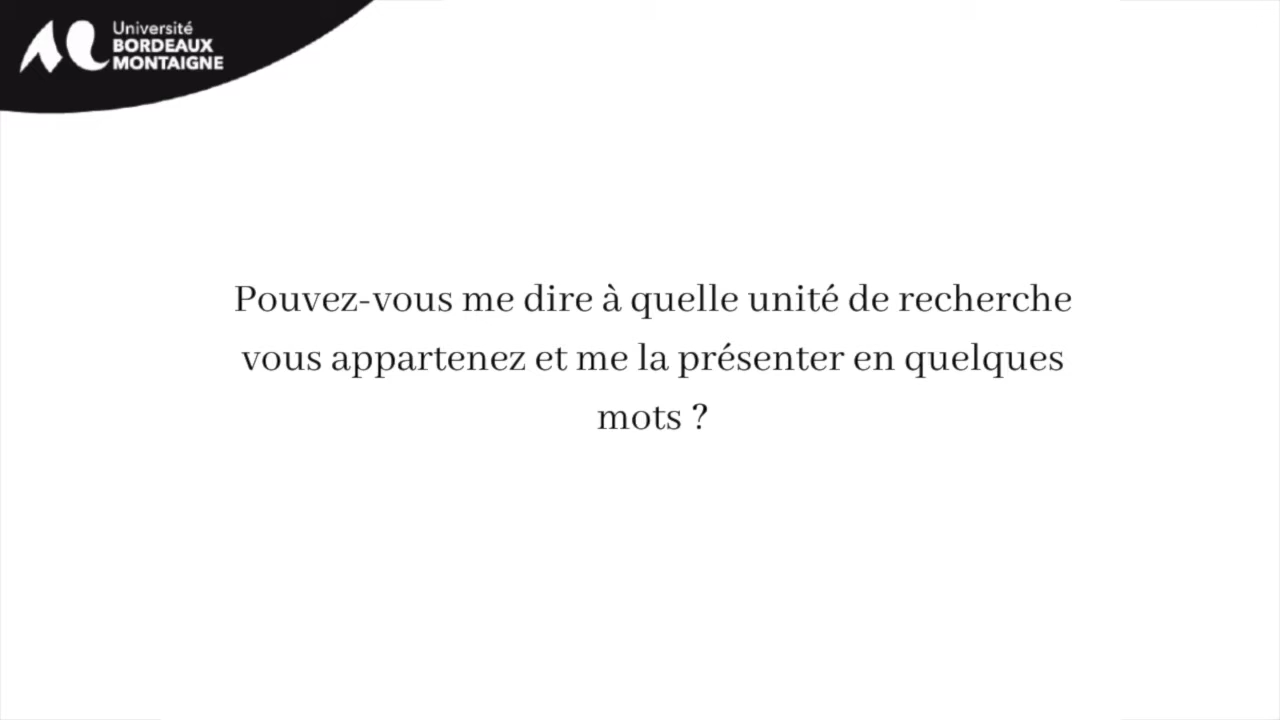 Université
BORDEAUX
MONTAIGNE
Pouvez-vous me dire à quelle unité de recherche
vous appartenez et me la présenter en quelques
mots ?